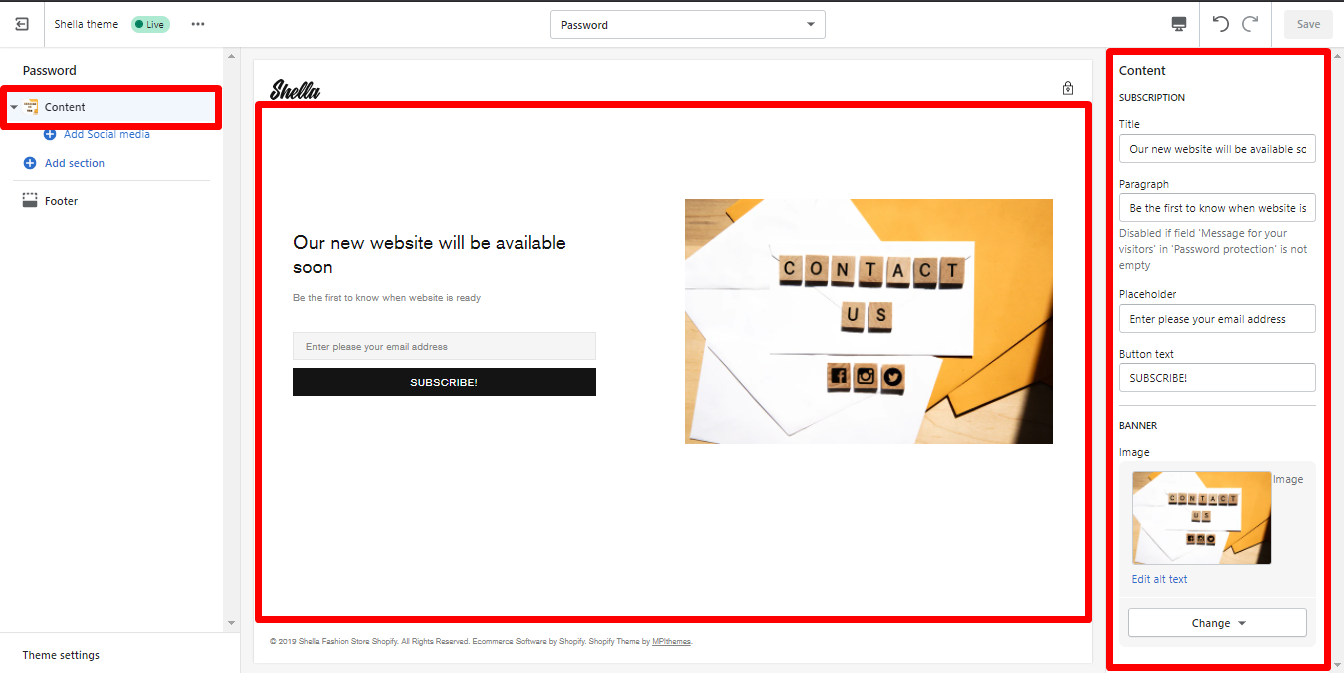 Shella theme
Live
Password
Save
Password
Content
Add Social media
Add section
Footer
Theme settings
Shella
Our new website will be available
soon
Be the first to know when website is ready
Enter please your email address
SUBSCRIBE!
CONTACT
US
© 2019 Shella Fashion Store Shopify. All Rights Reserved. Ecommerce Software by Shopify. Shopify Theme by MPIthemes.
Content
SUBSCRIPTION
Title
Our new website will be available sc
Paragraph
Be the first to know when website is
Disabled if field 'Message for your
visitors' in 'Password protection' is not
empty
Placeholder
Enter please your email address
Button text
SUBSCRIBE!
BANNER
Image
CONTACT
US
Image
Edit alt text
Change